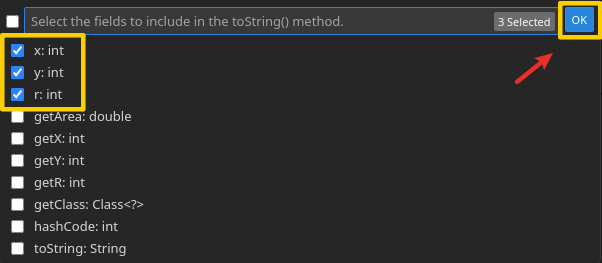 Select the fields to include in the toString() method. 3 Selected OK
x: int
y: int
r: int
getArea: double
getX: int
getY: int
getR: int
getClass: Class<?>
hashCode: int
toString: String